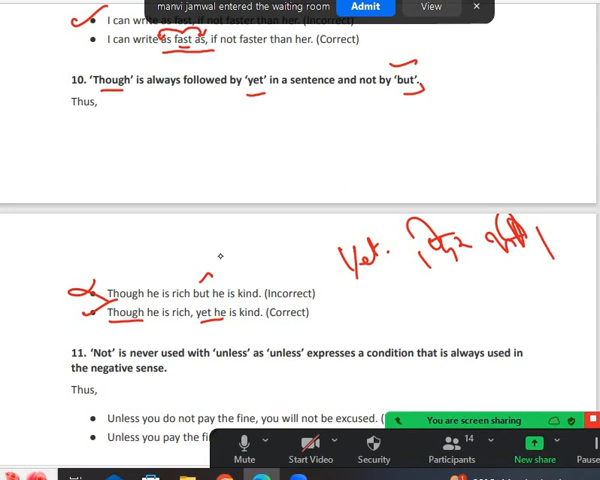 manvi jamwal entered the waiting room Admit View
I can write as fast, if not faster than her. (Incorrect)
I can write as fast as, if not faster than her. (Correct)
10. ‘Though’ is always followed by ‘yet’ in a sentence and not by ‘but’.
Thus,
Yet.
Though he is rich but he is kind. (Incorrect)
Though he is rich, yet he is kind. (Correct)
11. ‘Not’ is never used with ‘unless’ as ‘unless’ expresses a condition that is always used in
the negative sense.
Thus,
Unless you do not pay the fine, you will not be excused. (
You are screen sharing
Unless you pay the fi
14
Mute Start Video Security Participants New share Pause